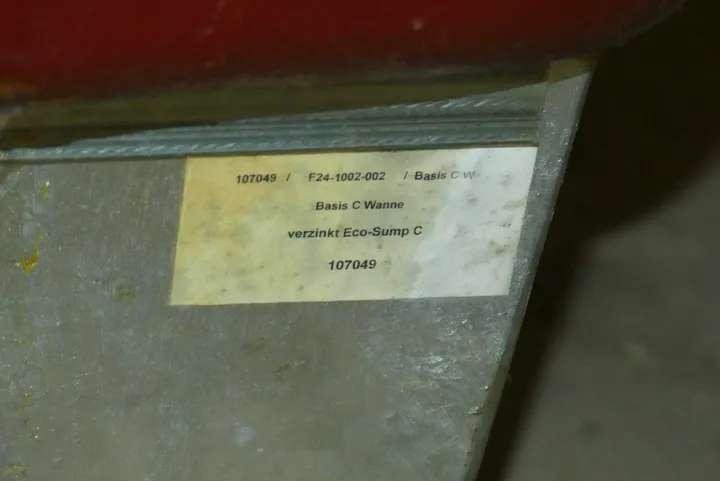 107049 / F24-1002-002 / Basis C W
Basis C Wanne
verzinkt Eco-Sump C
107049